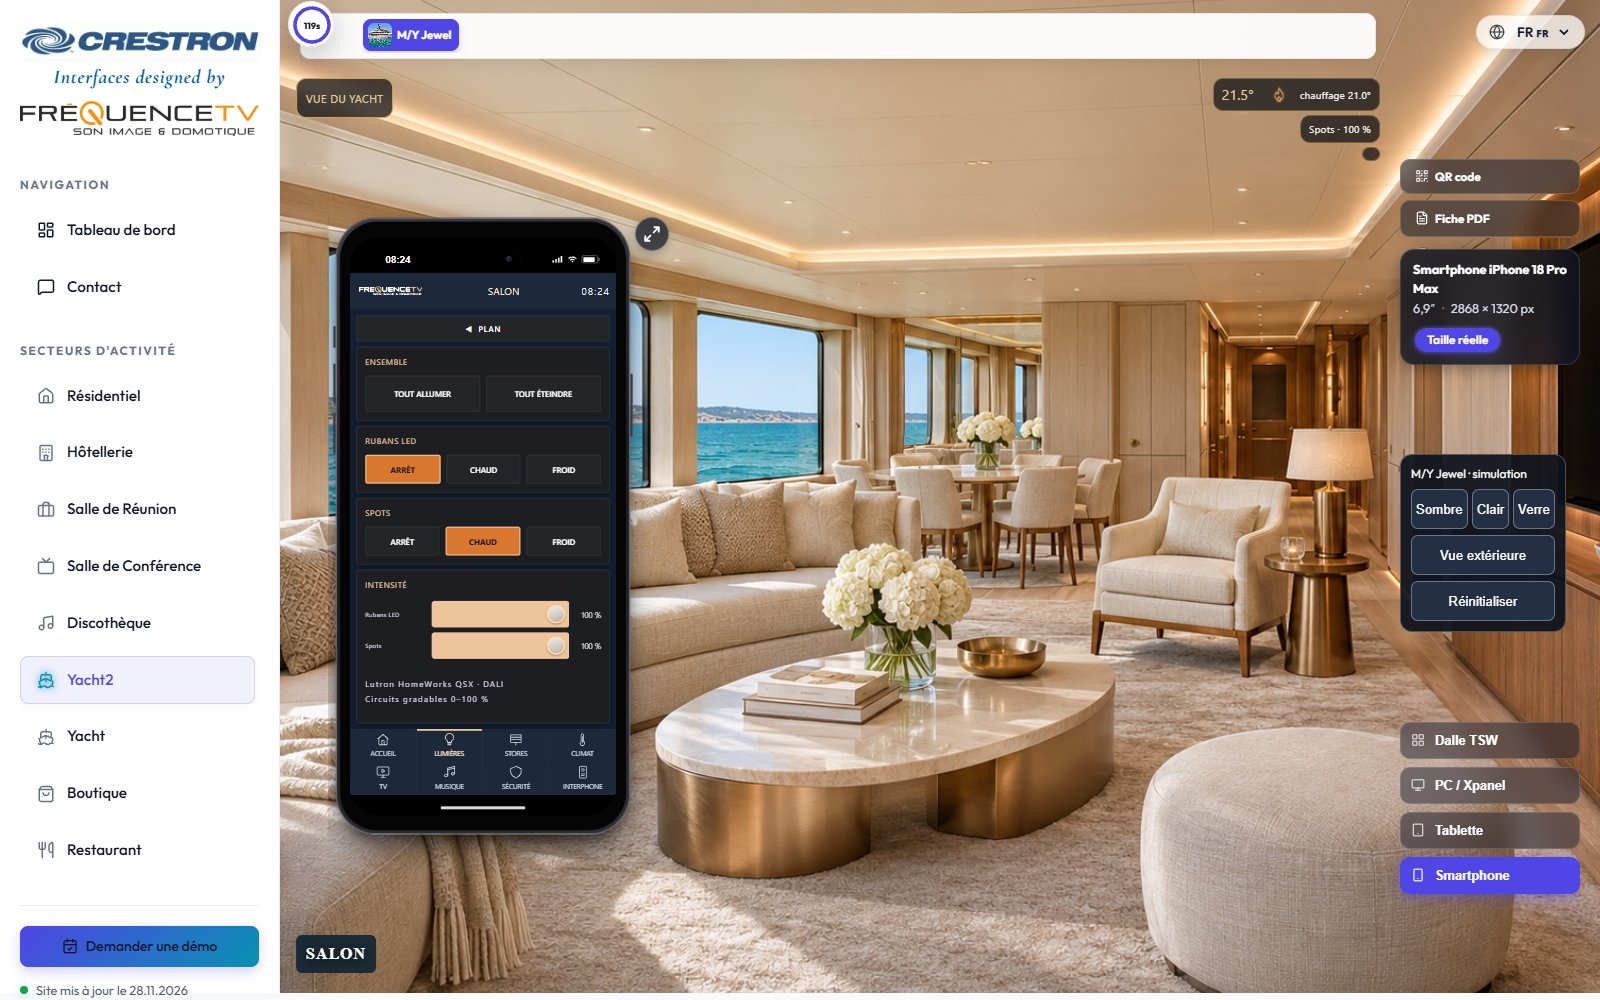 CRESTRON
Interfaces designed by
FRÉQUENCETV
SON IMAGE & DOMOTIQUE
NAVIGATION
Tableau de bord
Contact
SECTEURS D'ACTIVITÉ
Résidentiel
Hôtellerie
Salle de Réunion
Salle de Conférence
Discothèque
Yacht2
Yacht
Boutique
Restaurant
Demander une démo
Site mis à jour le 28.11.2026
119s
M/Y Jewel
FR FR
VUE DU YACHT
21.5° chauffage 21.0°
Spots · 100 %
QR code
Fiche PDF
Smartphone iPhone 18 Pro
Max
6,9" · 2868 × 1320 px
Taille réelle
08:24
FRÉQUENCETV SALON 08:24
◄ PLAN
ENSEMBLE
TOUT ALLUMER TOUT ÉTEINDRE
RUBANS LED
ARRÊT CHAUD FROID
SPOTS
ARRÊT CHAUD FROID
INTENSITÉ
Rubans LED 100 %
Spots 100 %
Lutron HomeWorks QSX · DALI
Circuits gradables 0–100 %
ACCUEIL LUMIÈRES STORES CLIMAT
TV MUSIQUE SÉCURITÉ INTERPHONE
M/Y Jewel · simulation
Sombre Clair Verre
Vue extérieure
Réinitialiser
Dalle TSW
PC / Xpanel
Tablette
Smartphone
SALON